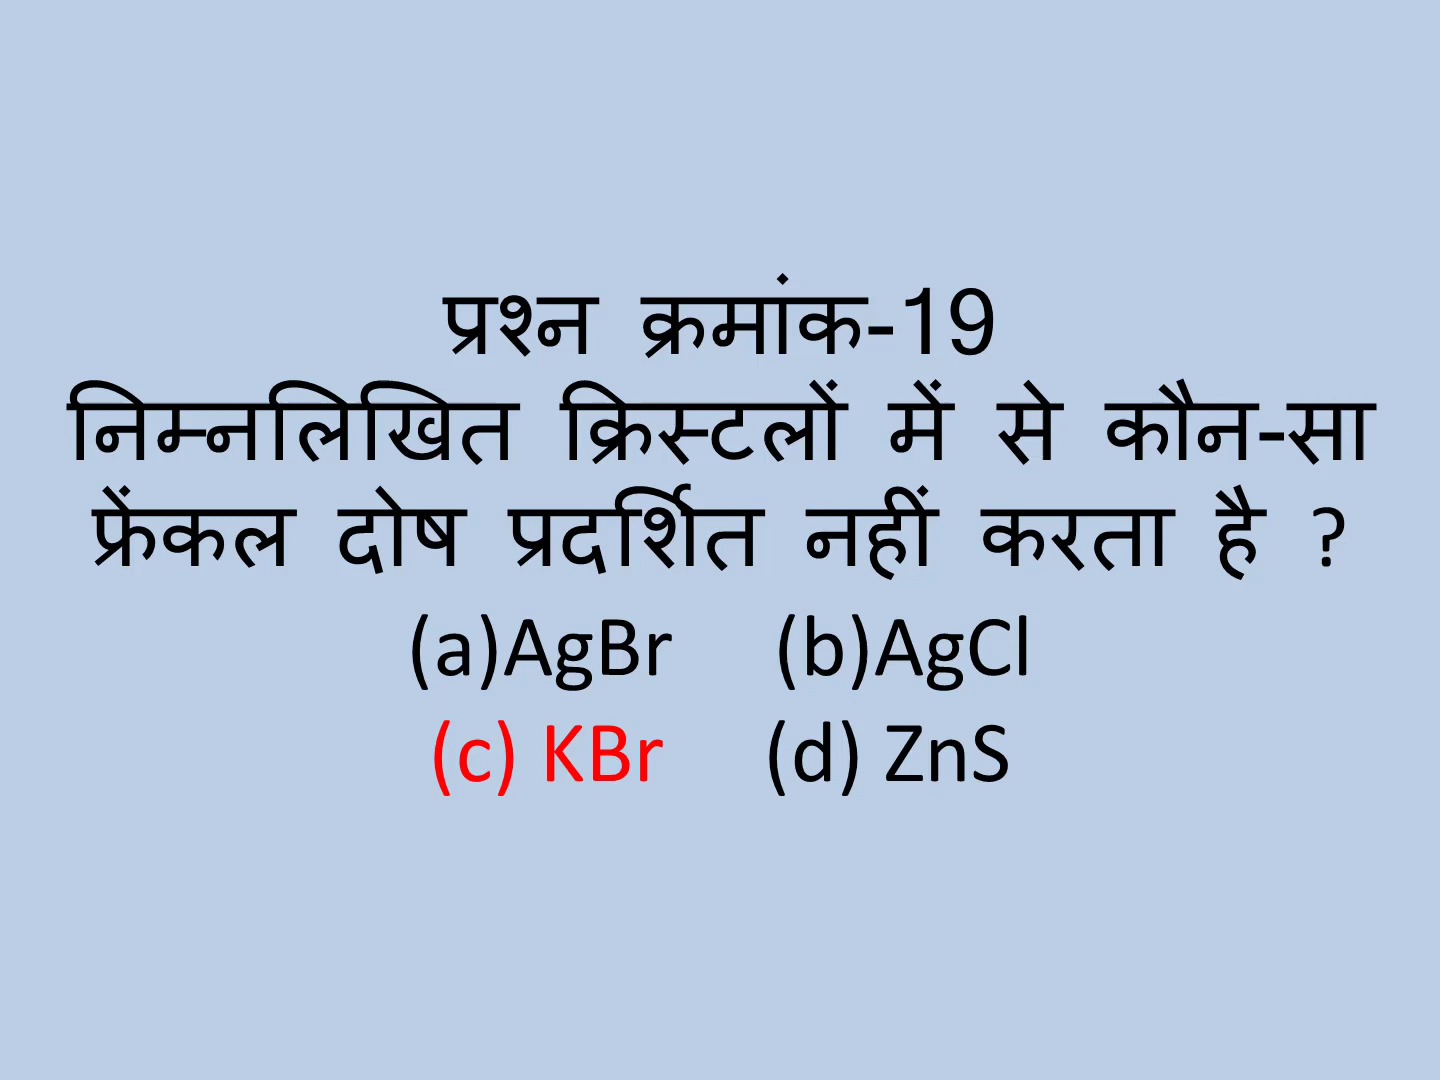 प्रश्न क्रमांक-19
निम्नलिखित क्रिस्टलों में से कौन-सा
फ्रेंकल दोष प्रदर्शित नहीं करता है ?
(a)AgBr (b)AgCl
(c) KBr (d) ZnS